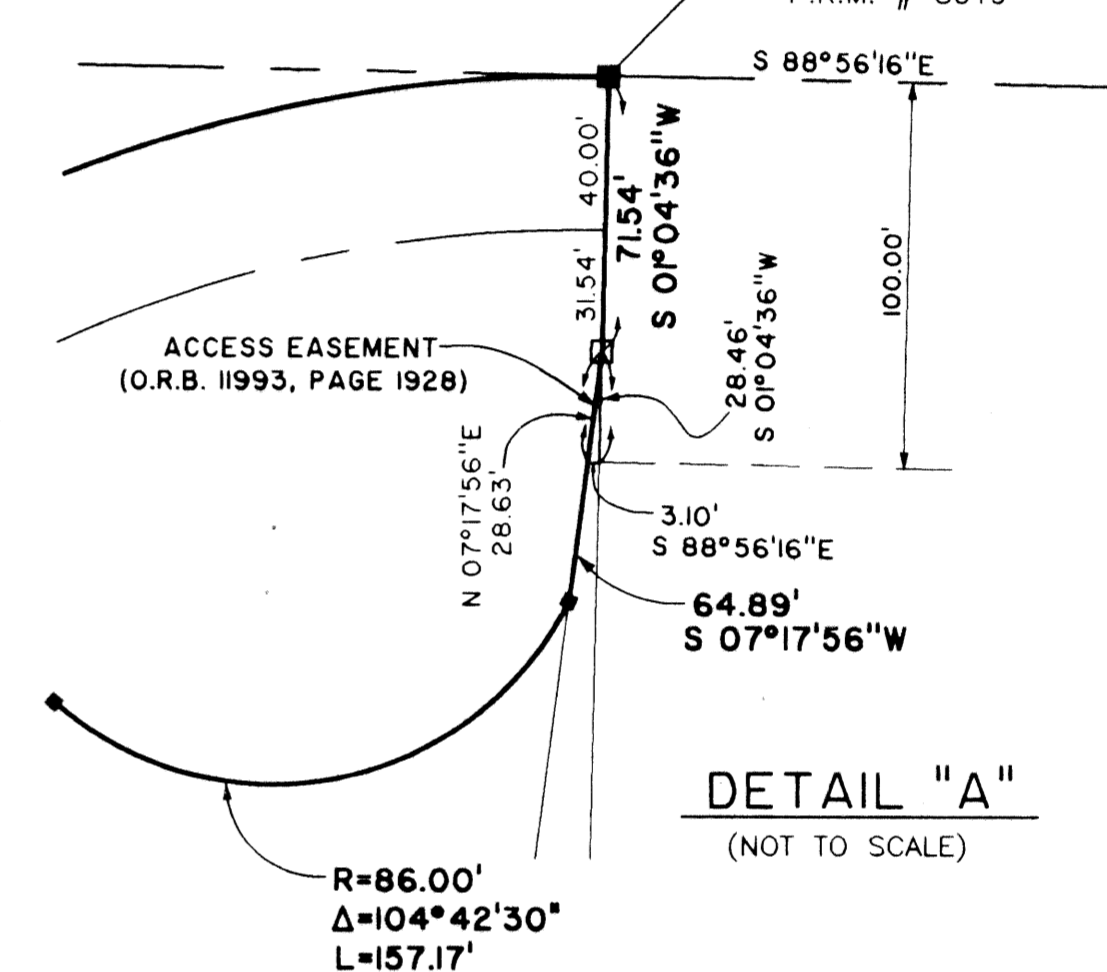 S 88°56'16"E
40.00'
71.54'
S 01°04'36"W
31.54'
100.00'
ACCESS EASEMENT
(O.R.B. 11993, PAGE 1928)
28.46'
S 01°04'36"W
N 07°17'56"E
28.63'
3.10'
S 88°56'16"E
64.89'
S 07°17'56"W
DETAIL "A"
(NOT TO SCALE)
R=86.00'
Δ=104°42'30"
L=157.17'